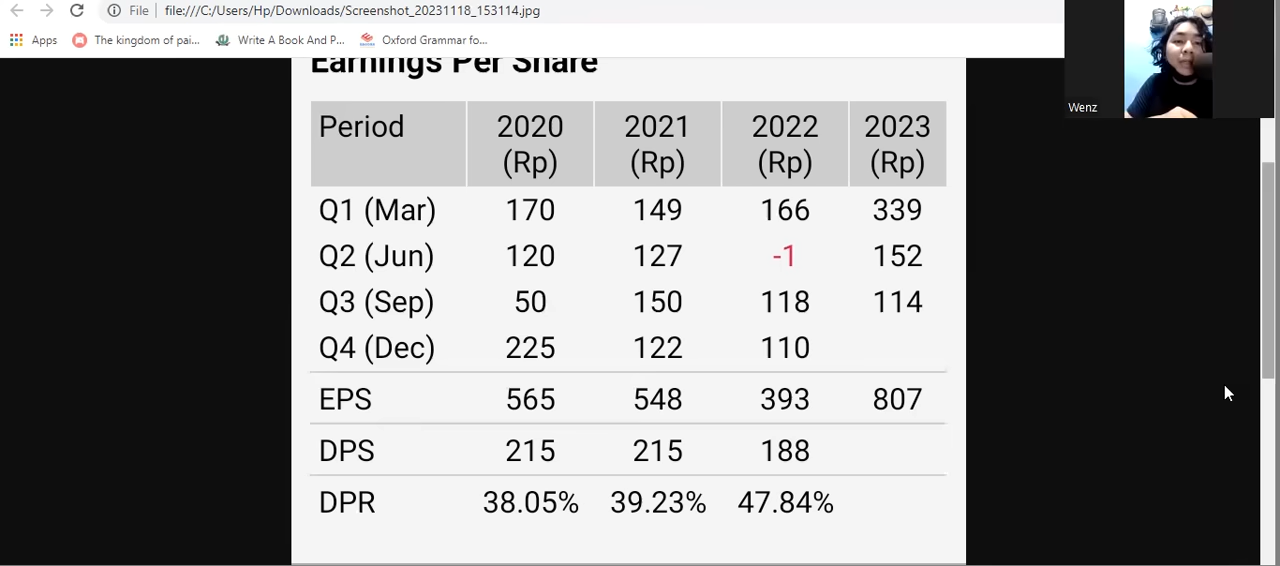 file:///C:/Users/Hp/Downloads/Screenshot_20231118_153114.jpg
File
Apps The kingdom of pai... Write A Book And P... Oxford Grammar fo...
Wenz
Earnings Per Share
Period 2020 (Rp) 2021 (Rp) 2022 (Rp) 2023 (Rp)
Q1 (Mar) 170 149 166 339
Q2 (Jun) 120 127 -1 152
Q3 (Sep) 50 150 118 114
Q4 (Dec) 225 122 110
EPS 565 548 393 807
DPS 215 215 188
DPR 38.05% 39.23% 47.84%